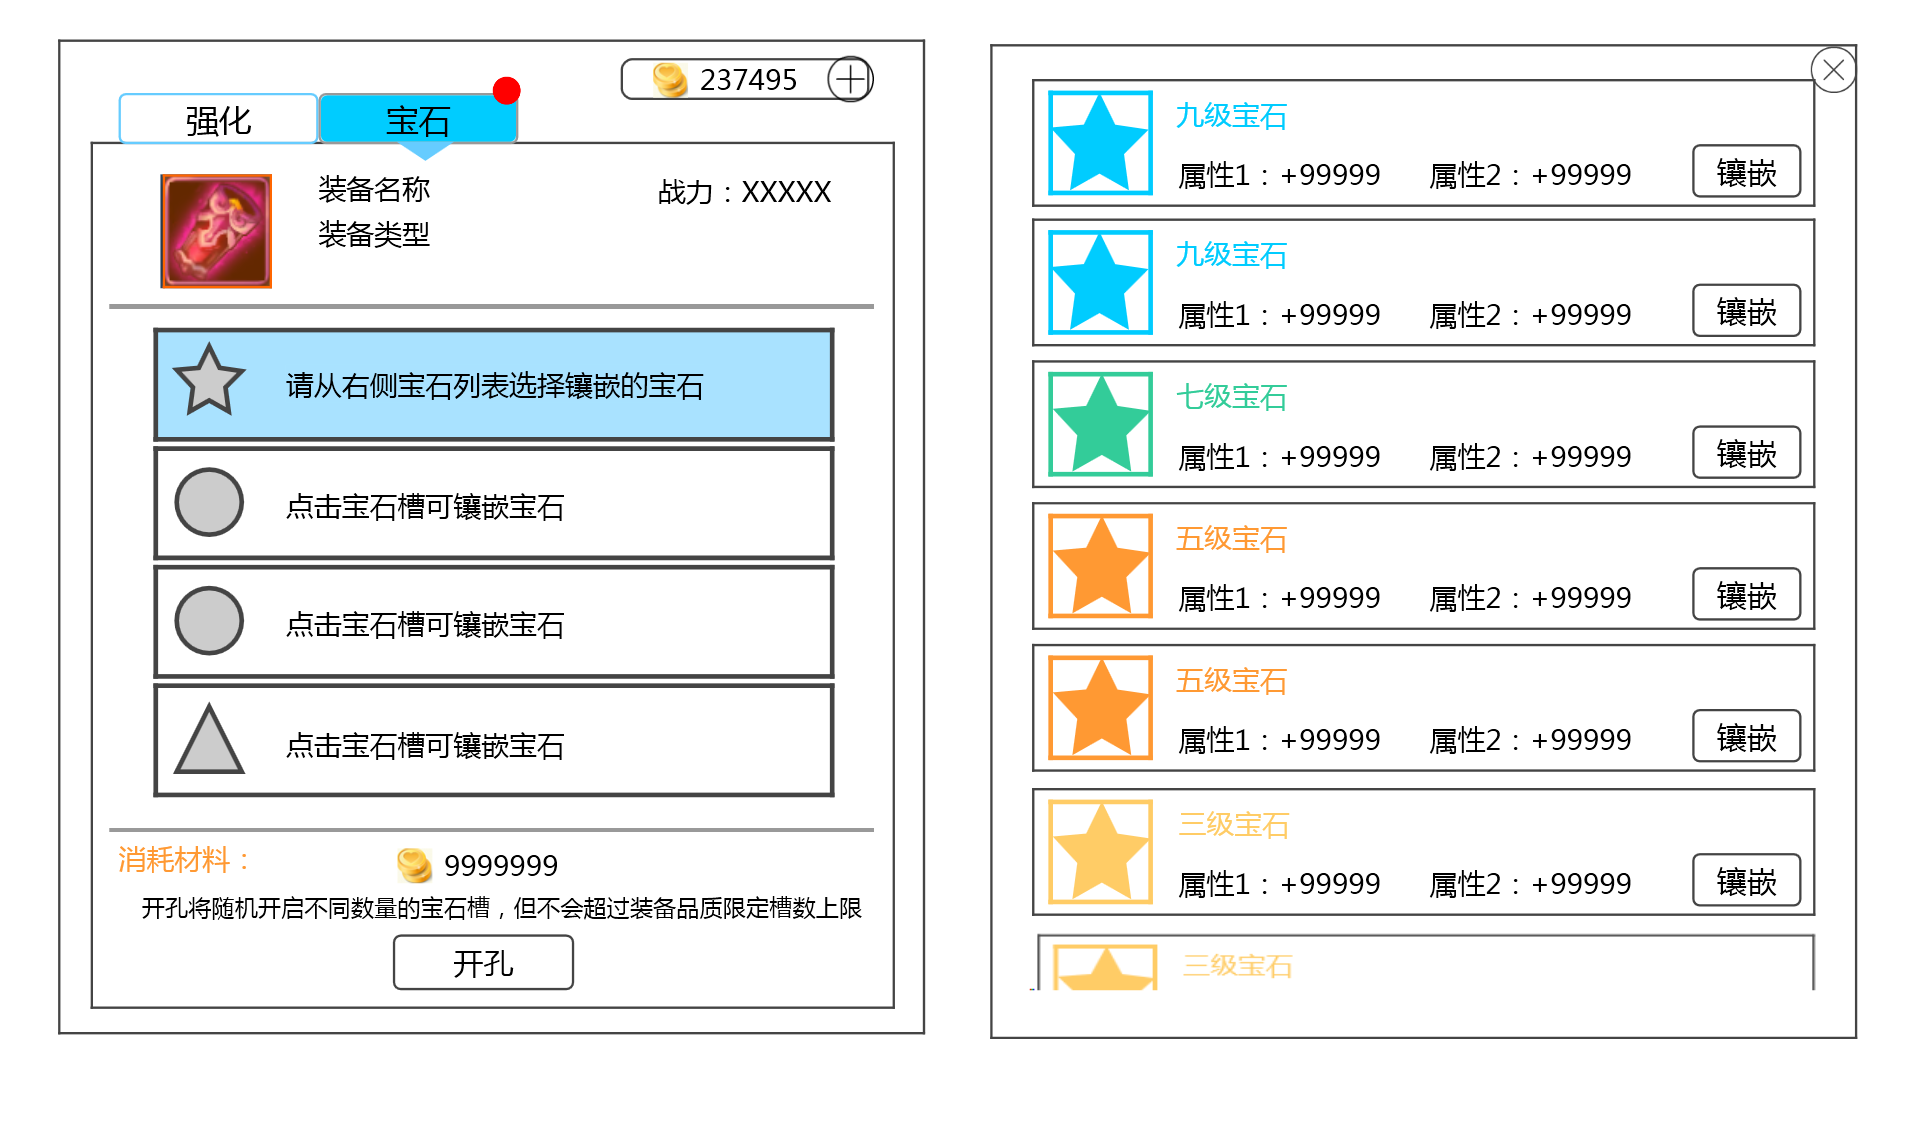 237495
强化
宝石
装备名称
战力：XXXXX
装备类型
请从右侧宝石列表选择镶嵌的宝石
点击宝石槽可镶嵌宝石
点击宝石槽可镶嵌宝石
点击宝石槽可镶嵌宝石
消耗材料：
9999999
开孔将随机开启不同数量的宝石槽，但不会超过装备品质限定槽数上限
开孔
九级宝石
属性1：+99999 属性2：+99999 镶嵌
九级宝石
属性1：+99999 属性2：+99999 镶嵌
七级宝石
属性1：+99999 属性2：+99999 镶嵌
五级宝石
属性1：+99999 属性2：+99999 镶嵌
五级宝石
属性1：+99999 属性2：+99999 镶嵌
三级宝石
属性1：+99999 属性2：+99999 镶嵌
三级宝石